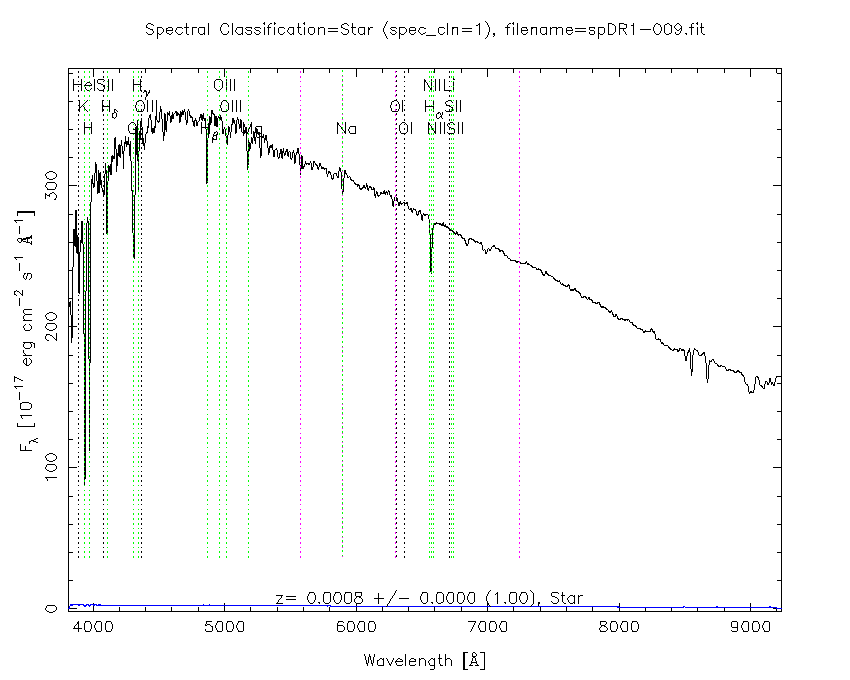 Spectral Classification=Star (spec_cln=1), filename=spDR1-009.fit
HeI SII Hγ OIII NII Li
K Hδ OIII OIII OI Hα SII
H Hβ Na OI NII SII
300
200
100
0
F_λ [10^−17 erg cm^−2 s^−1 Å^−1]
z= 0.0008 +/− 0.0000 (1.00), Star
4000 5000 6000 7000 8000 9000
Wavelength [Å]